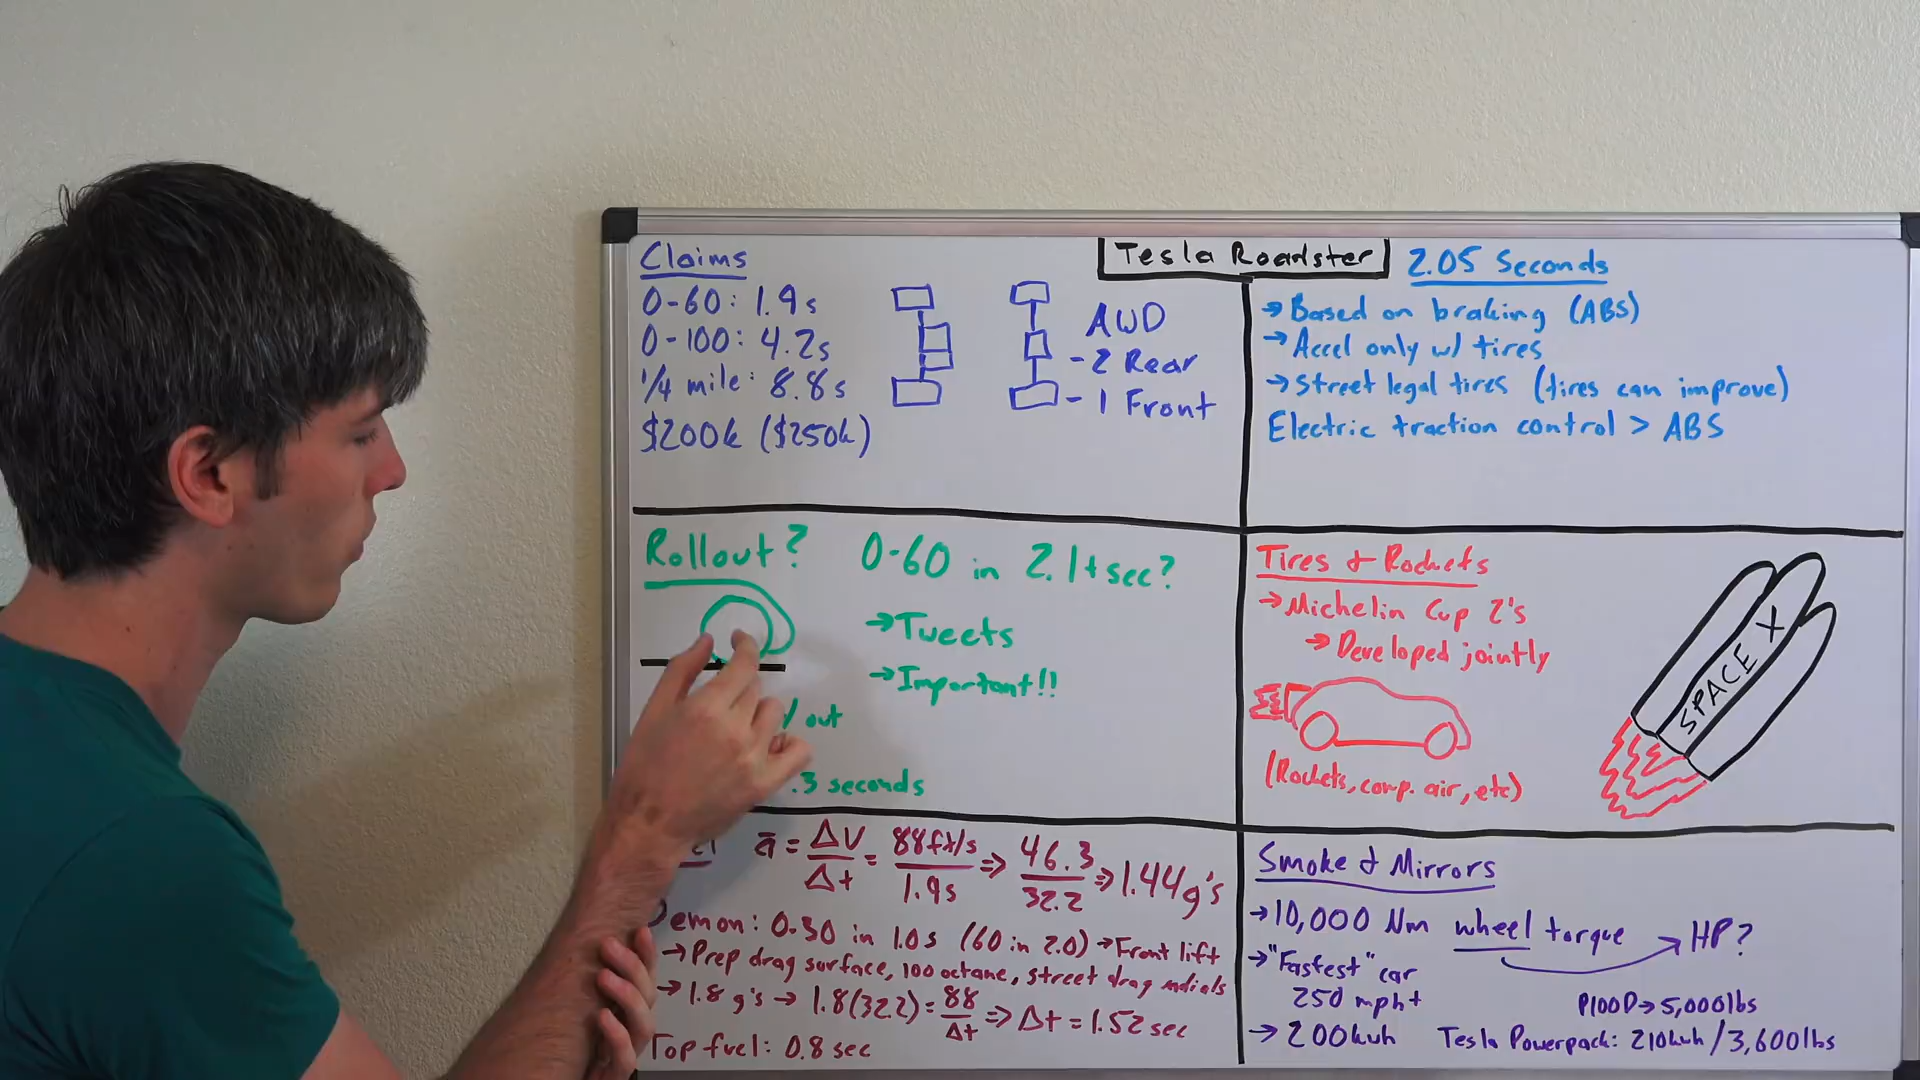 Tesla Roadster
Claims
0-60: 1.9s
0-100: 4.2s
1/4 mile: 8.8s
$200k ($250k)
AWD
- 2 Rear
- 1 Front
2.05 Seconds
→ Based on braking (ABS)
→ Accel only w/ tires
→ Street legal tires (tires can improve)
Electric traction control > ABS
Rollout?
0-60 in 2.1+ sec?
→ Tweets
→ Important!!
out
.3 seconds
Tires & Rockets
→ Michelin Cup 2's
→ Developed jointly
(Rockets, comp. air, etc)
SPACE X
a = ΔV/Δt = 88ft/s / 1.9s ⇒ 46.3/32.2 ⇒ 1.44g's
Demon: 0-30 in 1.0s (60 in 2.0) → Front lift
→ Prep drag surface, 100 octane, street drag radials
→ 1.8 g's → 1.8(32.2) = 88/Δt ⇒ Δt = 1.52 sec
Top fuel: 0.8 sec
Smoke & Mirrors
→ 10,000 Nm wheel torque → HP?
→ "Fastest" car
250 mph+
P100D → 5,000lbs
→ 200kwh
Tesla Powerpack: 210kwh/3,600lbs